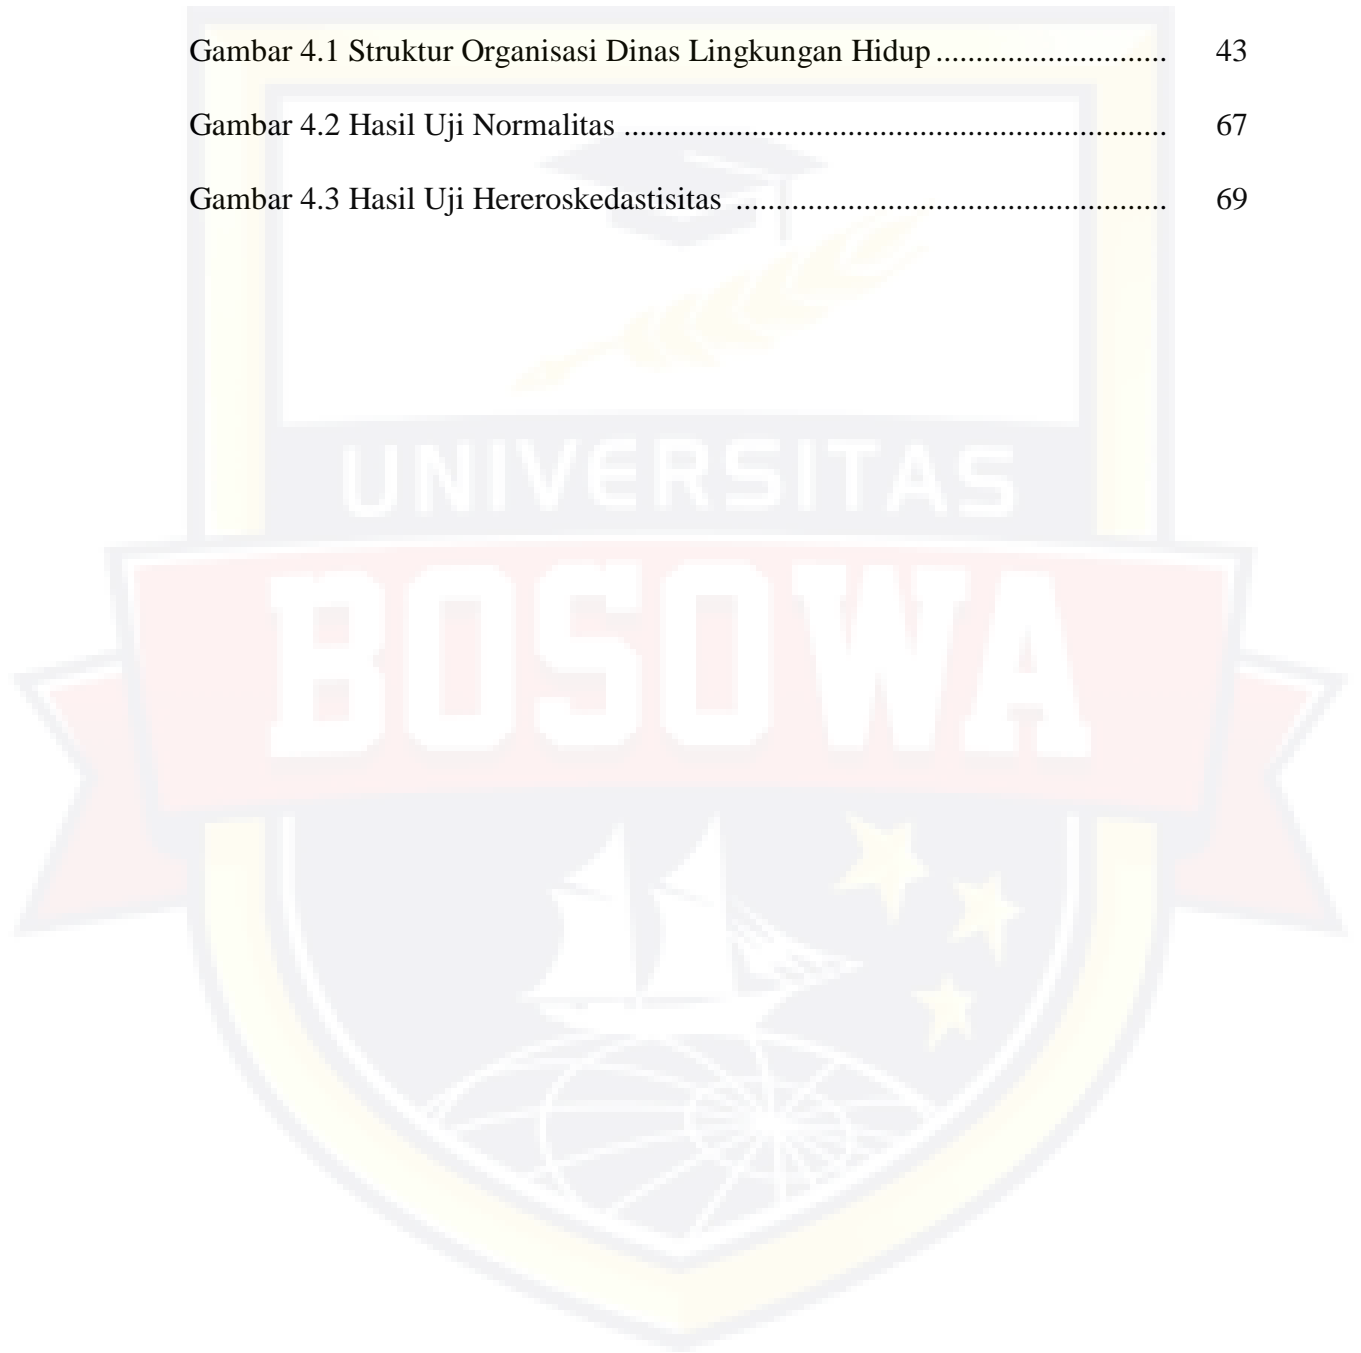 Gambar 4.1 Struktur Organisasi Dinas Lingkungan Hidup ............................ 43
Gambar 4.2 Hasil Uji Normalitas .................................................................... 67
Gambar 4.3 Hasil Uji Hereroskedastisitas ...................................................... 69
UNIVERSITAS
BOSOWA